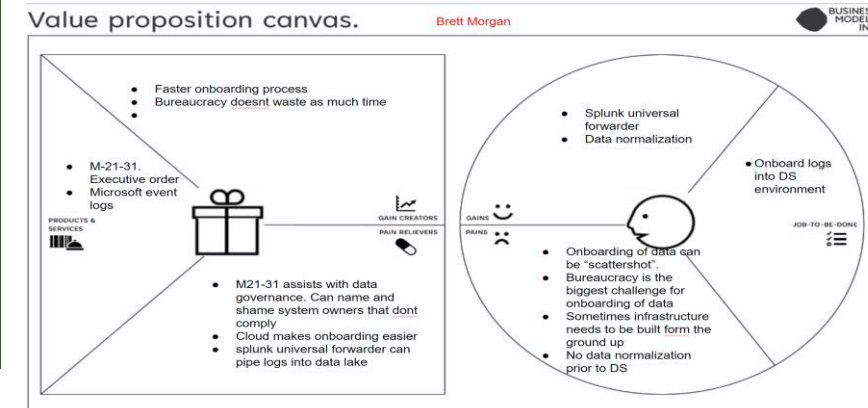 Value proposition canvas.
Brett Morgan
BUSINES
MODEL
IN
Faster onboarding process
Bureaucracy doesnt waste as much time
M-21-31.
Executive order
Microsoft event
logs
PRODUCTS &
SERVICES
GAIN CREATORS
PAIN RELIEVERS
M21-31 assists with data
governance. Can name and
shame system owners that dont
comply
Cloud makes onboarding easier
splunk universal forwarder can
pipe logs into data lake
Splunk universal
forwarder
Data normalization
GAINS
PAINS
Onboarding of data can
be “scattershot”.
Bureaucracy is the
biggest challenge for
onboarding of data
Sometimes infrastructure
needs to be built form the
ground up
No data normalization
prior to DS
Onboard logs
into DS
environment
JOB-TO-BE-DONE